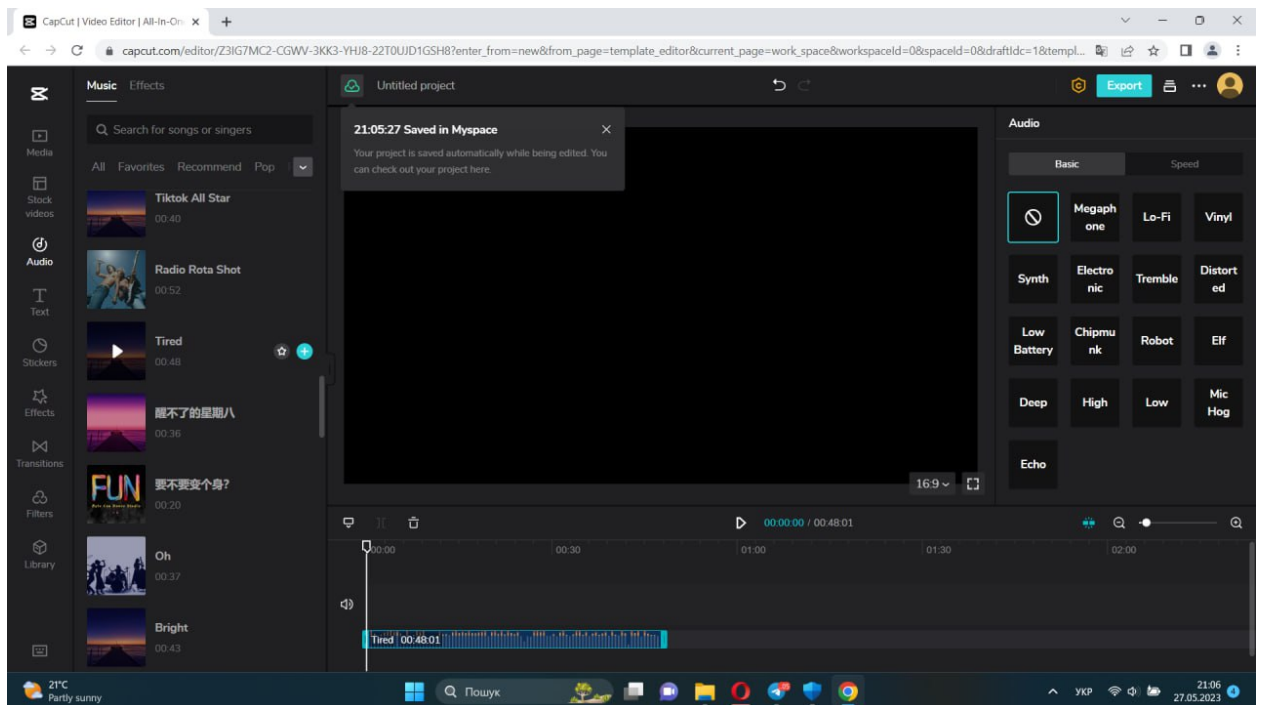 CapCut | Video Editor | All-In-On
capcut.com/editor/Z3IG7MC2-CGWV-3KK3-YHJ8-22T0UJD1GSH8?enter_from=new&from_page=template_editor&current_page=work_space&workspaceId=0&spaceId=0&draftIdc=1&templ...
Music Effects
Untitled project
Export
Media
Stock
videos
Audio
Text
Stickers
Effects
Transitions
Filters
Library
Search for songs or singers
All Favorites Recommend Pop
Tiktok All Star
00:40
Radio Rota Shot
00:52
Tired
00:48
醒不了的星期八
00:36
FUN
要不要变个身?
00:20
Oh
00:37
Bright
00:43
21:05:27 Saved in Myspace
Your project is saved automatically while being edited. You
can check out your project here.
16:9
Audio
Basic Speed
Megaph
one
Lo-Fi
Vinyl
Synth
Electro
nic
Tremble
Distort
ed
Low
Battery
Chipmu
nk
Robot
Elf
Deep
High
Low
Mic
Hog
Echo
00:00:00 / 00:48:01
00:00 00:30 01:00 01:30 02:00
Tired 00:48:01
21°C
Partly sunny
Пошук
УКР
21:06
27.05.2023
4